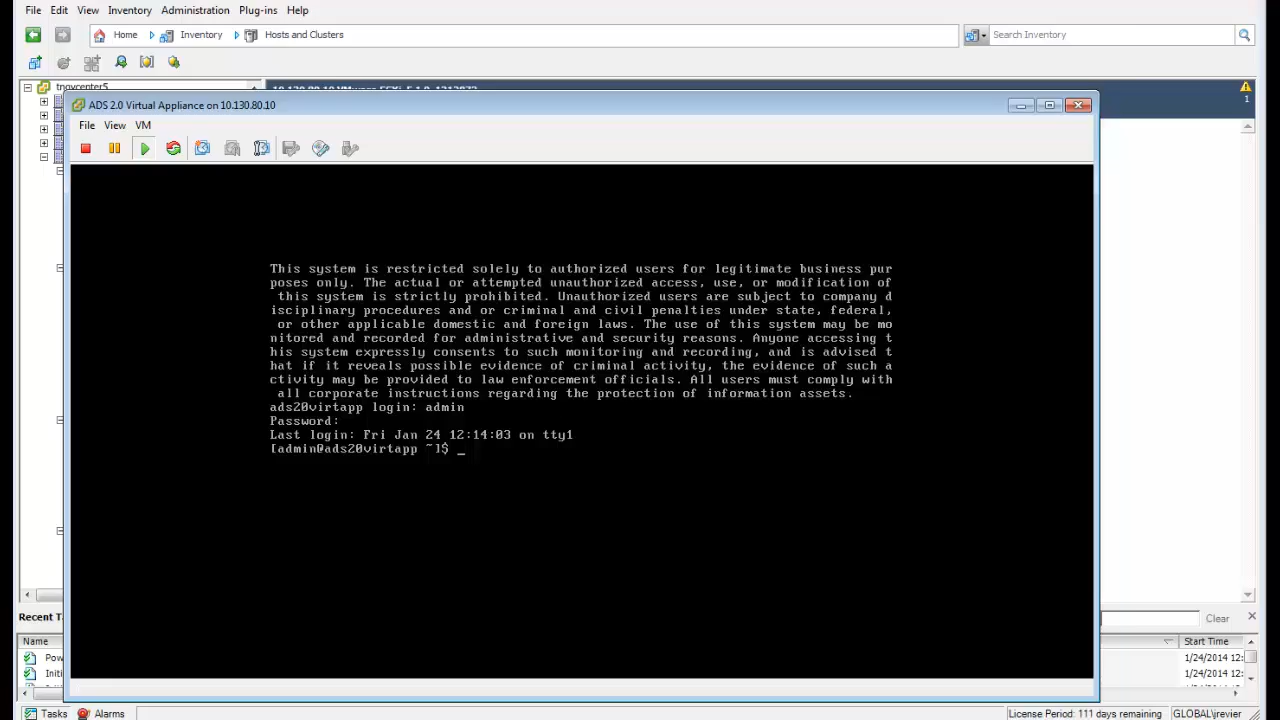 File Edit View Inventory Administration Plug-ins Help
Home Inventory Hosts and Clusters Search Inventory
tnovcenter5
ADS 2.0 Virtual Appliance on 10.130.80.10
1
File View VM
This system is restricted solely to authorized users for legitimate business pur
poses only. The actual or attempted unauthorized access, use, or modification of
this system is strictly prohibited. Unauthorized users are subject to company d
isciplinary procedures and or criminal and civil penalties under state, federal,
or other applicable domestic and foreign laws. The use of this system may be mo
nitored and recorded for administrative and security reasons. Anyone accessing t
his system expressly consents to such monitoring and recording, and is advised t
hat if it reveals possible evidence of criminal activity, the evidence of such a
ctivity may be provided to law enforcement officials. All users must comply with
all corporate instructions regarding the protection of information assets.
ads20virtapp login: admin
Password:
Last login: Fri Jan 24 12:14:03 on tty1
[admin@ads20virtapp ~]$ _
Recent T Clear
Name Start Time
Pow 1/24/2014 12:
Initi 1/24/2014 12:
Tasks Alarms License Period: 111 days remaining GLOBAL\jrevier